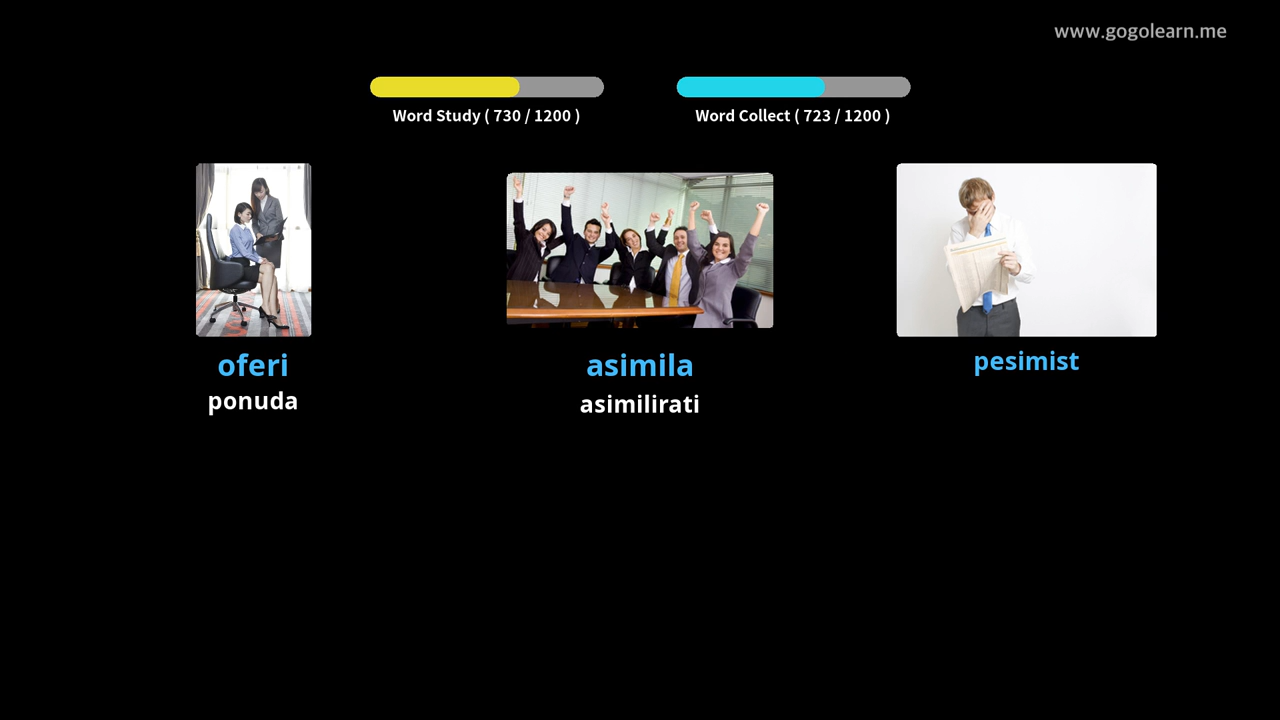 www.gogolearn.me
Word Study ( 730 / 1200 )
Word Collect ( 723 / 1200 )
oferi
ponuda
asimila
asimilirati
pesimist